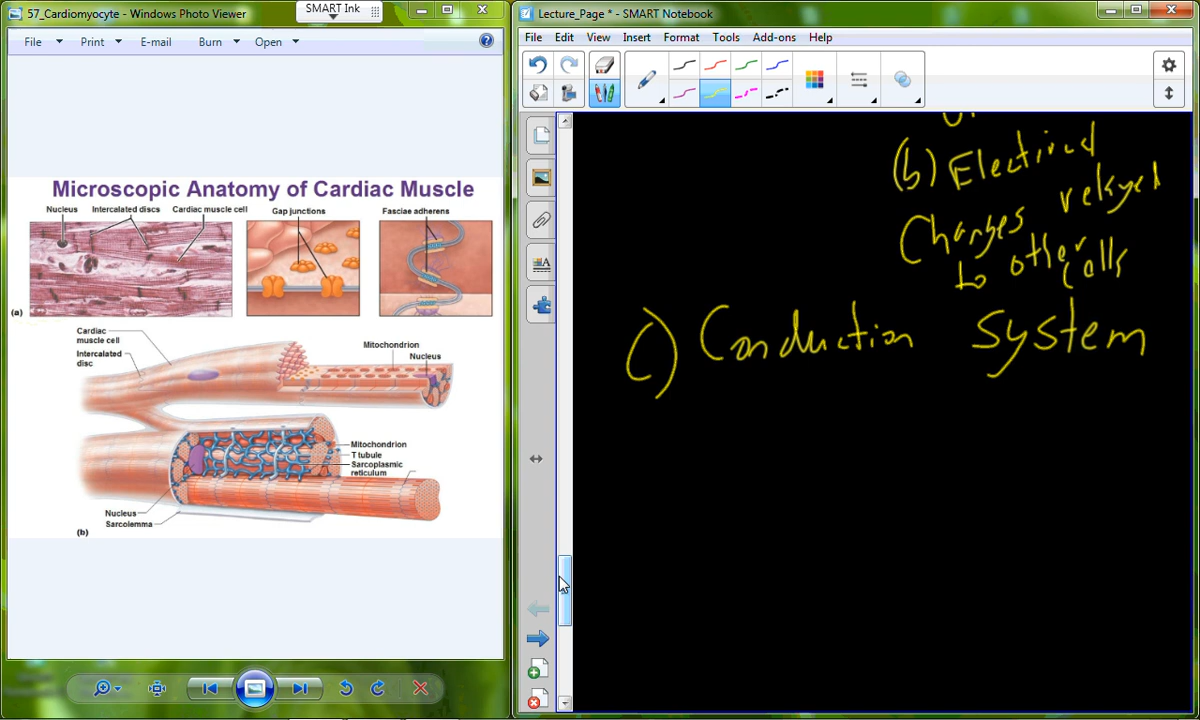 57_Cardiomyocyte - Windows Photo Viewer
SMART Ink
File Print E-mail Burn Open
Microscopic Anatomy of Cardiac Muscle
Nucleus Intercalated discs Cardiac muscle cell Gap junctions Fasciae adherens
(a)
Cardiac
muscle cell
Intercalated
disc
Mitochondrion
Nucleus
Mitochondrion
T tubule
Sarcoplasmic
reticulum
Nucleus
Sarcolemma
(b)
Lecture_Page * - SMART Notebook
File Edit View Insert Format Tools Add-ons Help
(b) Electrical
Changes relayed
to other cells
C) Conduction System